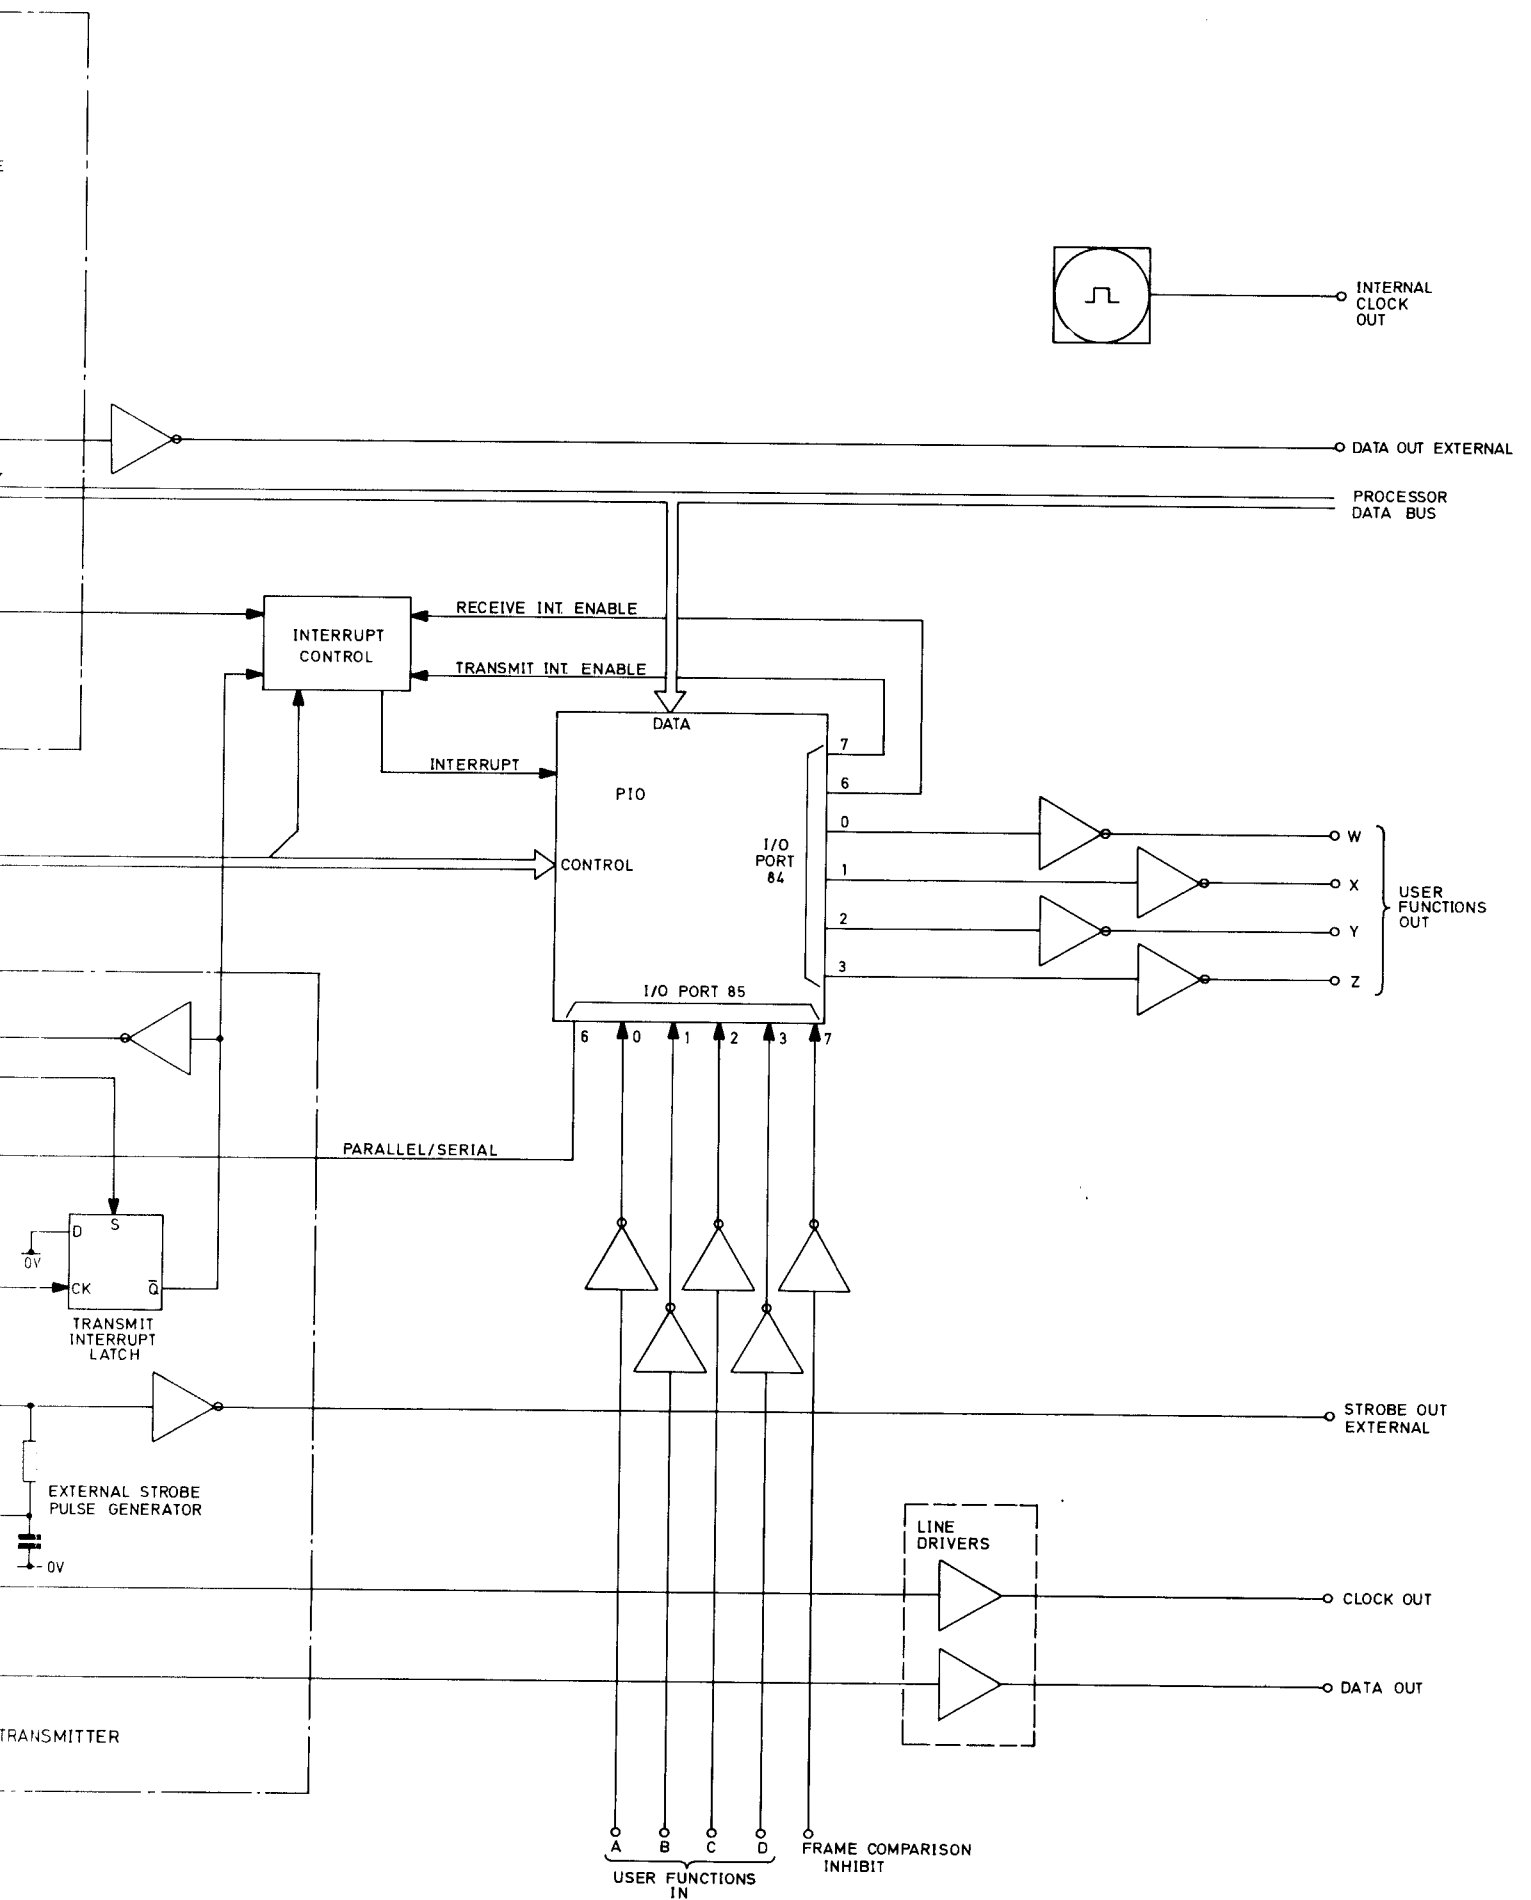 E
INTERNAL
CLOCK
OUT
DATA OUT EXTERNAL
PROCESSOR
DATA BUS
RECEIVE INT. ENABLE
INTERRUPT
CONTROL
TRANSMIT INT. ENABLE
DATA
7
INTERRUPT
6
PIO
0
W
I/O
PORT
84
CONTROL
1
X
USER
FUNCTIONS
OUT
2
Y
3
Z
I/O PORT 85
6 0 1 2 3 7
PARALLEL/SERIAL
S
D
0V
CK
Q̅
TRANSMIT
INTERRUPT
LATCH
STROBE OUT
EXTERNAL
EXTERNAL STROBE
PULSE GENERATOR
0V
LINE
DRIVERS
CLOCK OUT
DATA OUT
TRANSMITTER
A B C D
FRAME COMPARISON
INHIBIT
USER FUNCTIONS
IN